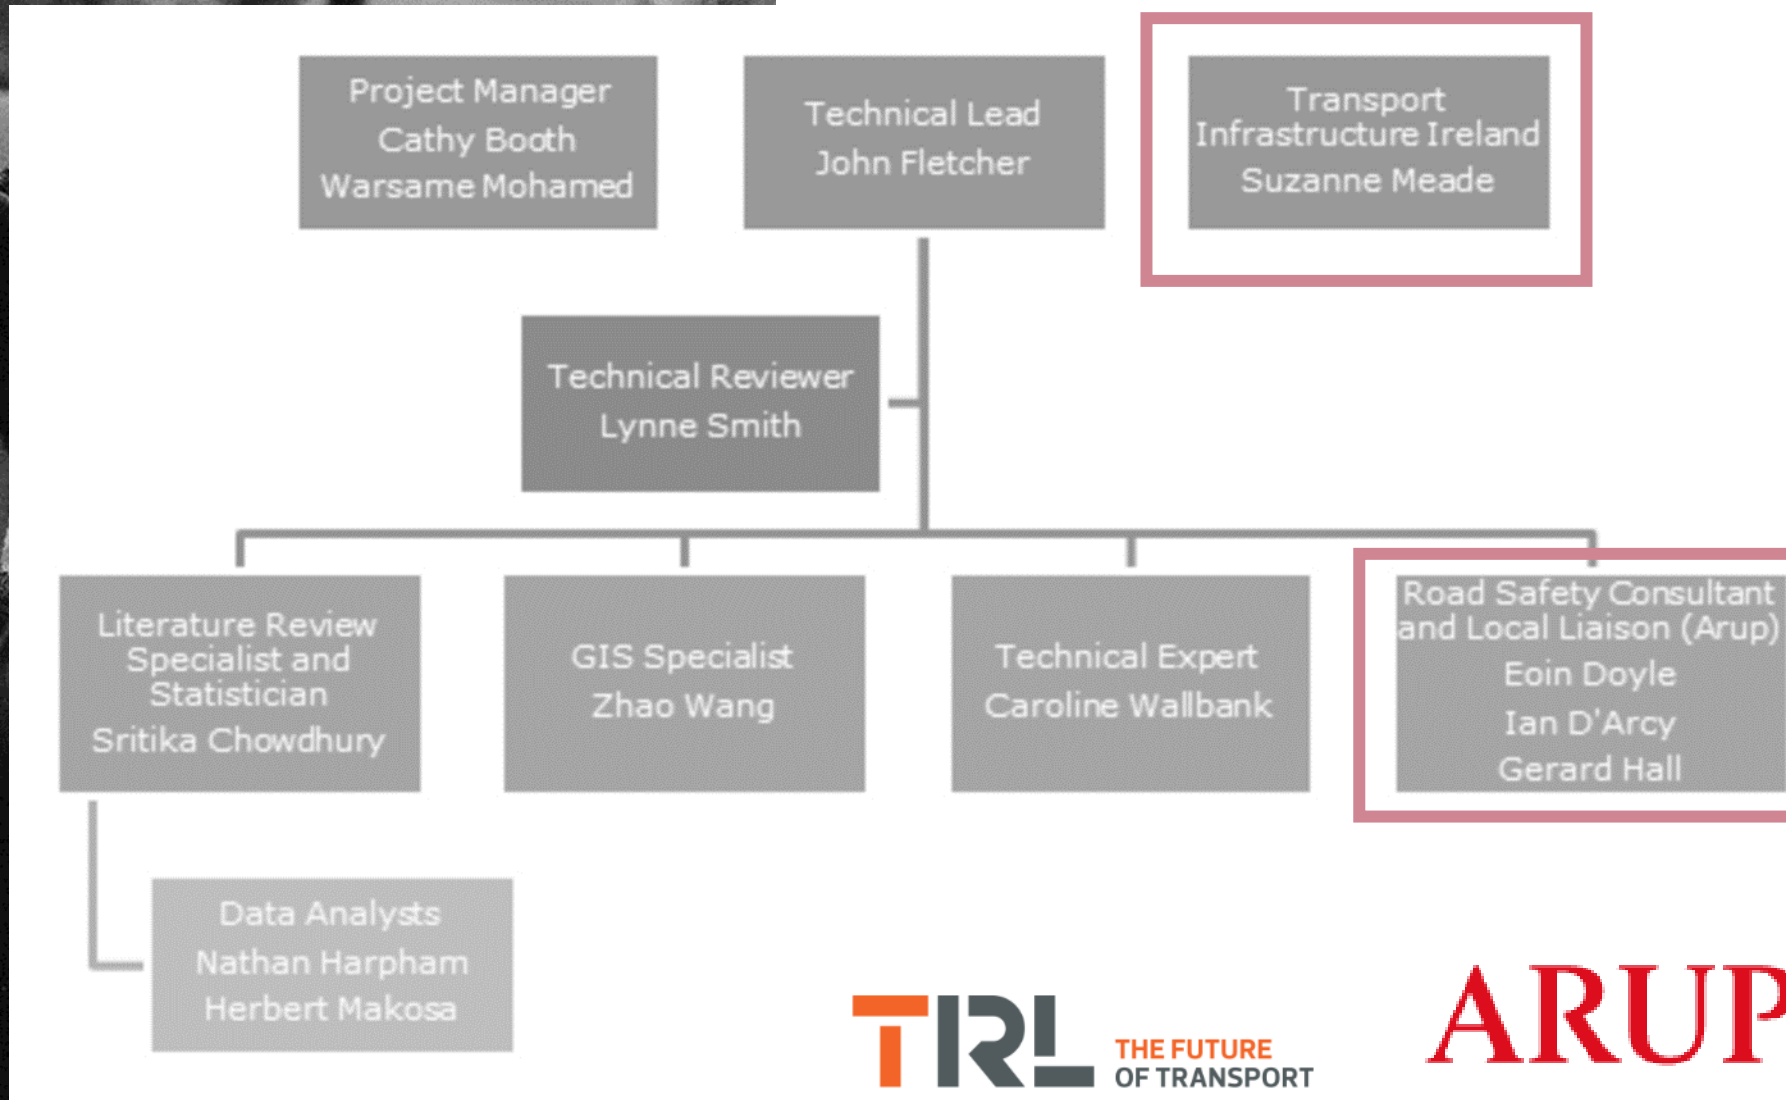 Project Manager
Cathy Booth
Warsame Mohamed
Technical Lead
John Fletcher
Transport
Infrastructure Ireland
Suzanne Meade
Technical Reviewer
Lynne Smith
Literature Review
Specialist and
Statistician
Sritika Chowdhury
GIS Specialist
Zhao Wang
Technical Expert
Caroline Wallbank
Road Safety Consultant
and Local Liaison (Arup)
Eoin Doyle
Ian D'Arcy
Gerard Hall
Data Analysts
Nathan Harpham
Herbert Makosa
TRL
THE FUTURE
OF TRANSPORT
ARUP